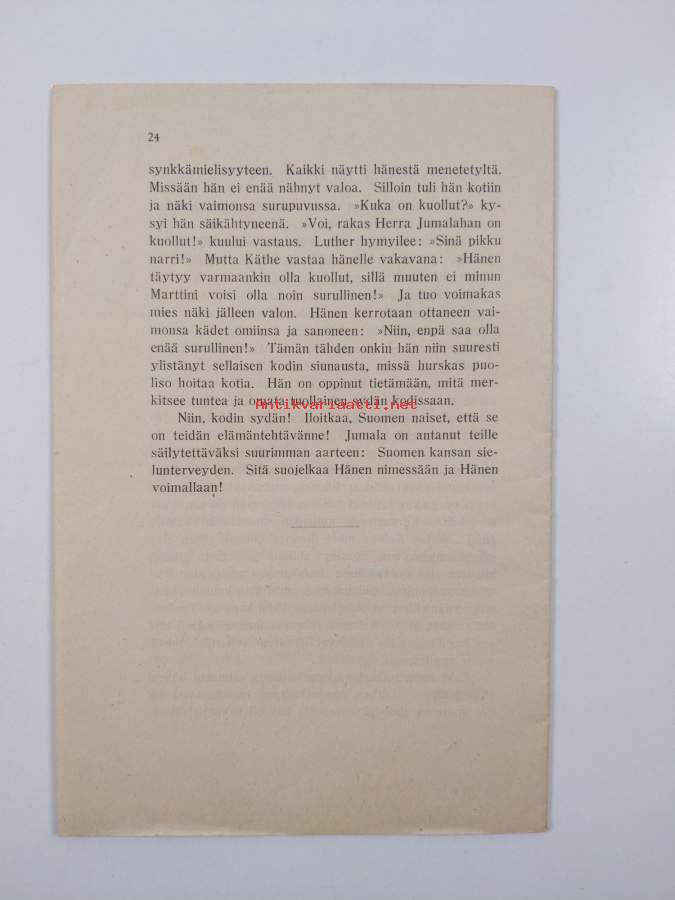 24
synkkämielisyyteen. Kaikki näytti hänestä menetetyltä.
Missään hän ei enää nähnyt valoa. Silloin tuli hän kotiin
ja näki vaimonsa surupuvussa. »Kuka on kuollut?» ky-
syi hän säikähtyneenä. »Voi, rakas Herra Jumalahan on
kuollut!» kuului vastaus. Luther hymyilee: »Sinä pikku
narri!» Mutta Käthe vastaa hänelle vakavana: »Hänen
täytyy varmaankin olla kuollut, sillä muuten ei minun
Marttini voisi olla noin surullinen!» Ja tuo voimakas
mies näki jälleen valon. Hänen kerrotaan ottaneen vai-
monsa kädet omiinsa ja sanoneen: »Niin, enpä saa olla
enää surullinen!» Tämän tähden onkin hän niin suuresti
ylistänyt sellaisen kodin siunausta, missä hurskas puo-
liso hoitaa kotia. Hän on oppinut tietämään, mitä mer-
kitsee tuntea ja omata tuollainen sydän kodissaan.
Antikvariaatti.net
Niin, kodin sydän! Iloitkaa, Suomen naiset, että se
on teidän elämäntehtävänne! Jumala on antanut teille
säilytettäväksi suurimman aarteen: Suomen kansan sie-
lunterveyden. Sitä suojelkaa Hänen nimessään ja Hänen
voimallaan!